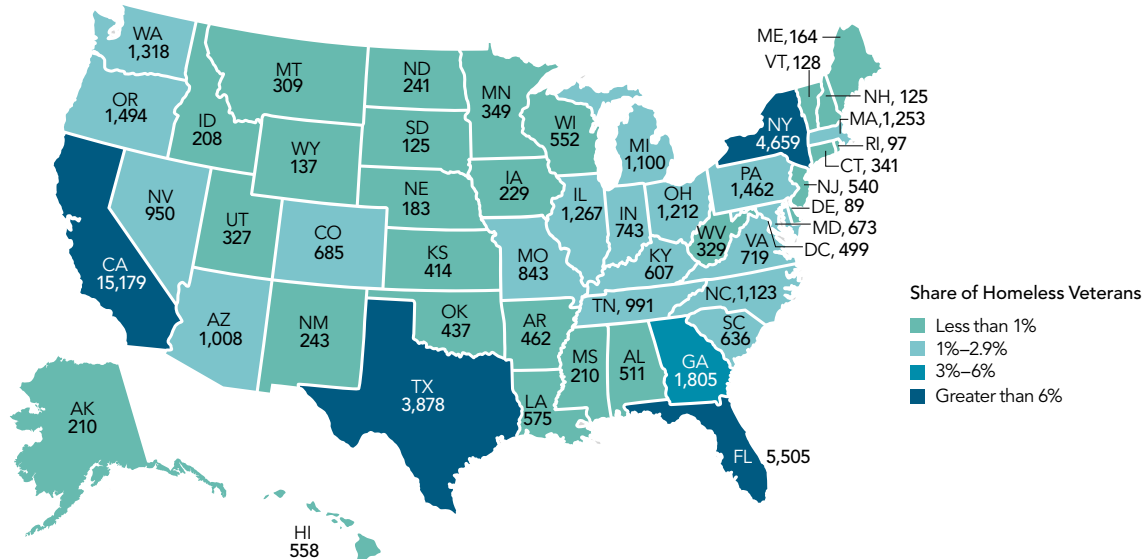 WA
1,318
OR
1,494
CA
15,179
NV
950
ID
208
MT
309
WY
137
UT
327
AZ
1,008
CO
685
NM
243
ND
241
SD
125
NE
183
KS
414
OK
437
TX
3,878
MN
349
IA
229
MO
843
AR
462
LA
575
WI
552
IL
1,267
MI
1,100
IN
743
OH
1,212
KY
607
TN, 991
MS
210
AL
511
GA
1,805
FL 5,505
SC
636
NC, 1,123
VA
719
WV
329
PA
1,462
NY
4,659
ME, 164
VT, 128
NH, 125
MA, 1,253
RI, 97
CT, 341
NJ, 540
DE, 89
MD, 673
DC, 499
AK
210
HI
558
Share of Homeless Veterans
Less than 1%
1%–2.9%
3%–6%
Greater than 6%